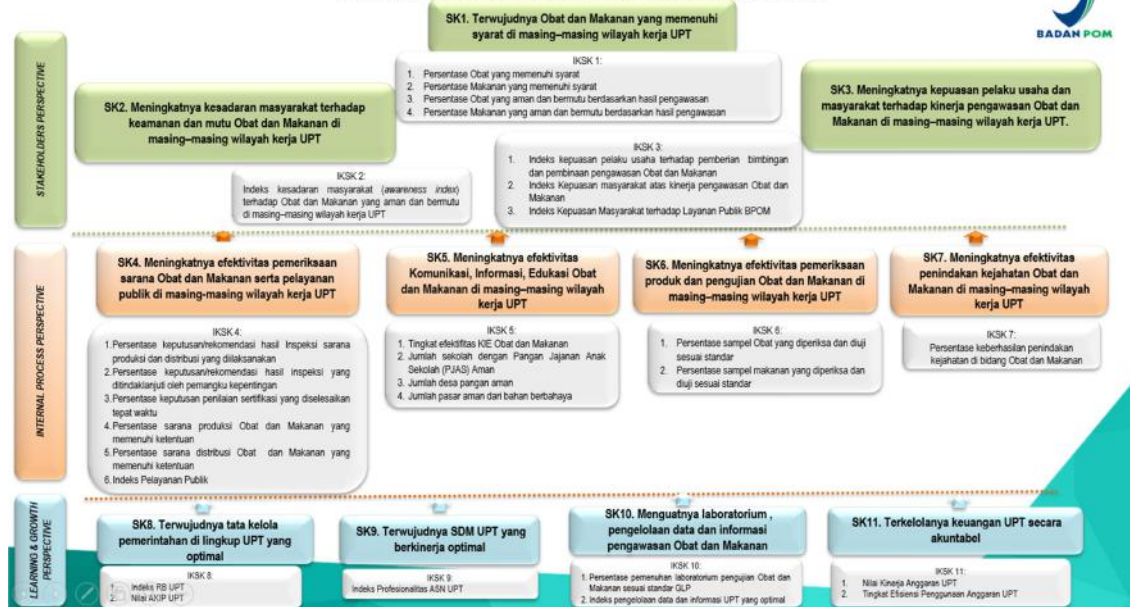 SK1. Terwujudnya Obat dan Makanan yang memenuhi
syarat di masing–masing wilayah kerja UPT
BADAN POM
STAKEHOLDERS PERSPECTIVE
IKSK 1:
1. Persentase Obat yang memenuhi syarat
2. Persentase Makanan yang memenuhi syarat
3. Persentase Obat yang aman dan bermutu berdasarkan hasil pengawasan
4. Persentase Makanan yang aman dan bermutu berdasarkan hasil pengawasan
SK2. Meningkatnya kesadaran masyarakat terhadap
keamanan dan mutu Obat dan Makanan di
masing–masing wilayah kerja UPT
IKSK 2:
Indeks kesadaran masyarakat (awareness index)
terhadap Obat dan Makanan yang aman dan bermutu
di masing–masing wilayah kerja UPT
SK3. Meningkatnya kepuasan pelaku usaha dan
masyarakat terhadap kinerja pengawasan Obat dan
Makanan di masing–masing wilayah kerja UPT.
IKSK 3:
1. Indeks kepuasan pelaku usaha terhadap pemberian bimbingan
dan pembinaan pengawasan Obat dan Makanan
2. Indeks Kepuasan masyarakat atas kinerja pengawasan Obat dan
Makanan
3. Indeks Kepuasan Masyarakat terhadap Layanan Publik BPOM
INTERNAL PROCESS PERSPECTIVE
SK4. Meningkatnya efektivitas pemeriksaan
sarana Obat dan Makanan serta pelayanan
publik di masing-masing wilayah kerja UPT
IKSK 4:
1.Persentase keputusan/rekomendasi hasil Inspeksi sarana
produksi dan distribusi yang dilaksanakan
2.Persentase keputusan/rekomendasi hasil inspeksi yang
ditindaklanjuti oleh pemangku kepentingan
3.Persentase keputusan penilaian sertifikasi yang diselesaikan
tepat waktu
4.Persentase sarana produksi Obat dan Makanan yang
memenuhi ketentuan
5.Persentase sarana distribusi Obat dan Makanan yang
memenuhi ketentuan
6.Indeks Pelayanan Publik
SK5. Meningkatnya efektivitas
Komunikasi, Informasi, Edukasi Obat
dan Makanan di masing–masing wilayah
kerja UPT
IKSK 5:
1. Tingkat efektifitas KIE Obat dan Makanan
2. Jumlah sekolah dengan Pangan Jajanan Anak
Sekolah (PJAS) Aman
3. Jumlah desa pangan aman
4. Jumlah pasar aman dari bahan berbahaya
SK6. Meningkatnya efektivitas pemeriksaan
produk dan pengujian Obat dan Makanan di
masing–masing wilayah kerja UPT
IKSK 6:
1. Persentase sampel Obat yang diperiksa dan diuji
sesuai standar
2. Persentase sampel makanan yang diperiksa dan
diuji sesuai standar
SK7. Meningkatnya efektivitas
penindakan kejahatan Obat dan
Makanan di masing–masing wilayah
kerja UPT
IKSK 7:
Persentase keberhasilan penindakan
kejahatan di bidang Obat dan Makanan
LEARNING & GROWTH PERSPECTIVE
SK8. Terwujudnya tata kelola
pemerintahan di lingkup UPT yang
optimal
IKSK 8:
1. Indeks RB UPT
2. Nilai AKIP UPT
SK9. Terwujudnya SDM UPT yang
berkinerja optimal
IKSK 9:
Indeks Profesionalitas ASN UPT
SK10. Menguatnya laboratorium ,
pengelolaan data dan informasi
pengawasan Obat dan Makanan
IKSK 10:
1. Persentase pemenuhan laboratorium pengujian Obat dan
Makanan sesuai standar GLP
2. Indeks pengelolaan data dan informasi UPT yang optimal
SK11. Terkelolanya keuangan UPT secara
akuntabel
IKSK 11:
1. Nilai Kinerja Anggaran UPT
2. Tingkat Efisiensi Penggunaan Anggaran UPT